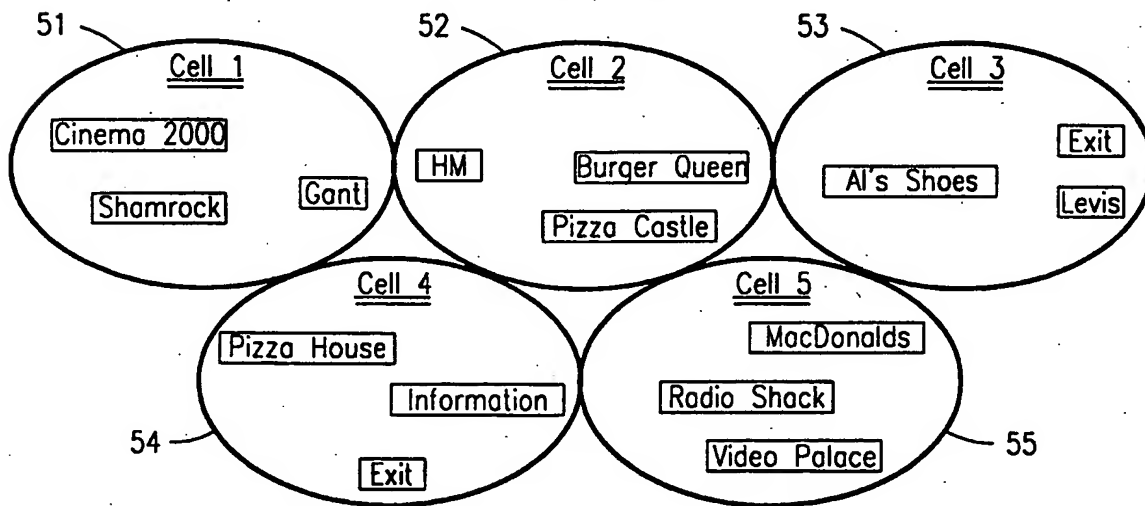 51
52
53
Cell 1
Cell 2
Cell 3
Cinema 2000
Shamrock
Gant
HM
Burger Queen
Pizza Castle
Exit
Al's Shoes
Levis
Cell 4
Cell 5
Pizza House
Information
Exit
MacDonalds
Radio Shack
Video Palace
54
55